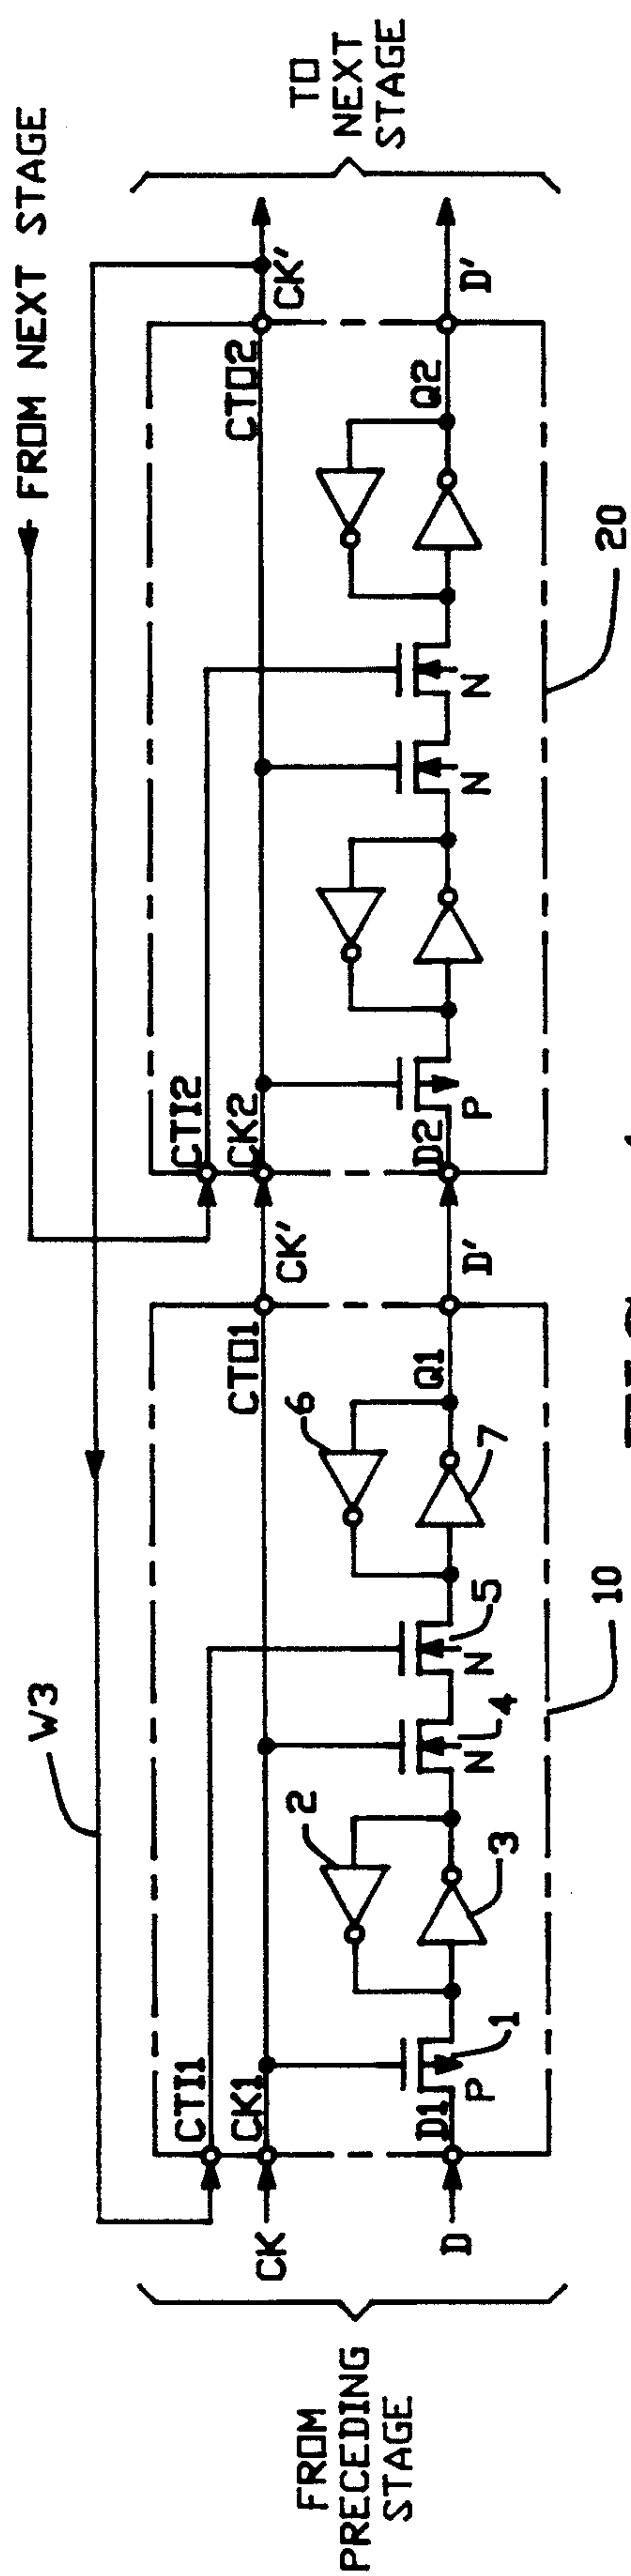 FROM NEXT STAGE
W3
FROM
PRECEDING
STAGE
TO
NEXT
STAGE
CK
D
CTI1
CK1
D1
P
1
2
3
N
4
N
5
6
7
CTO1
Q1
10
CK'
D'
CTI2
CK2
D2
P
N
N
CTO2
Q2
20
CK'
D'